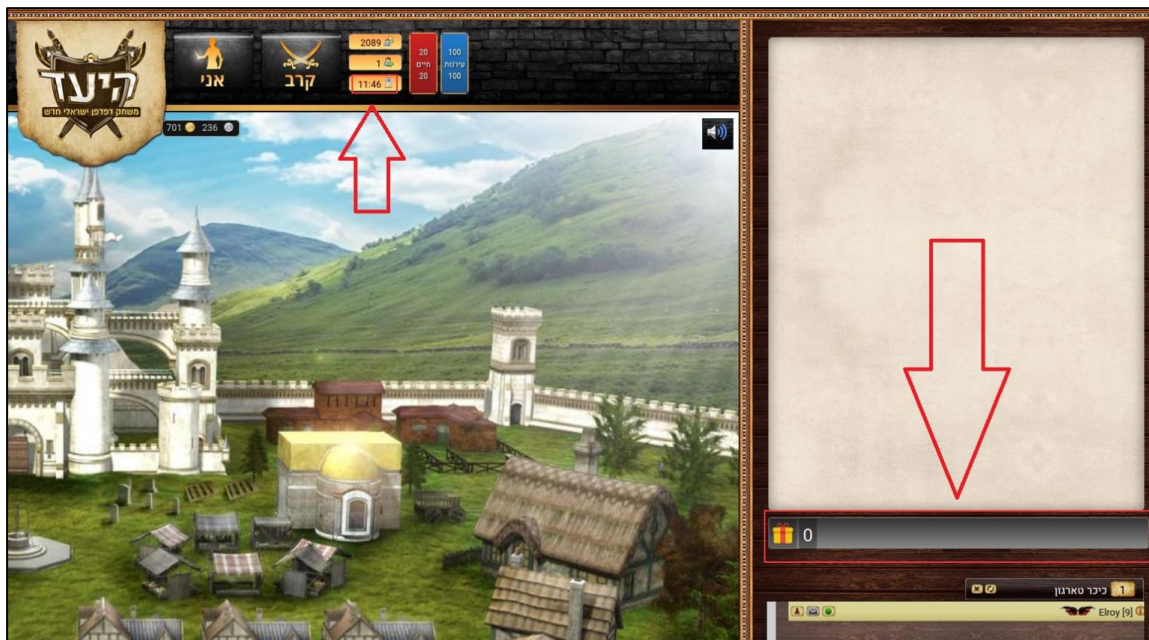 היעד
משחק דפדפן ישראלי חדש
אני
קרב
2089
1
11:46
20
חיים
20
100
עירנות
100
701 236
0
1 כיכר טארגון
Elroy [9]